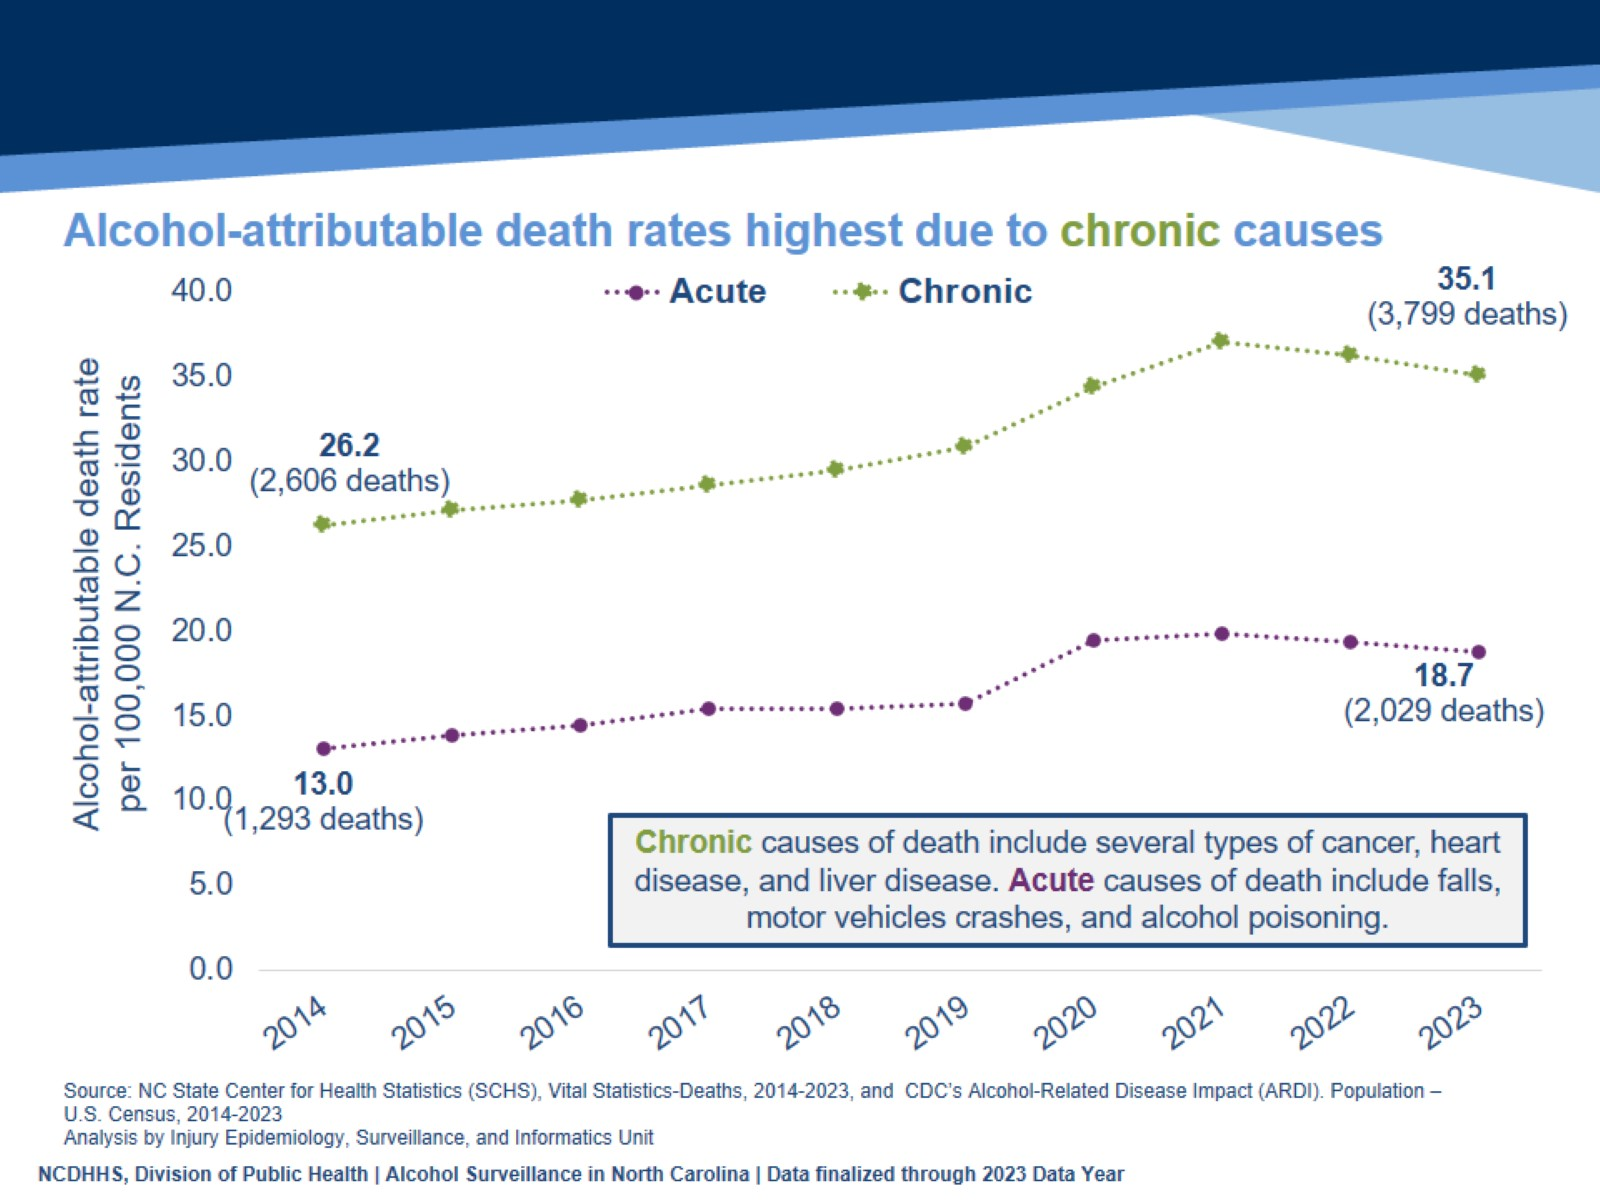 Alcohol-attributable death rates highest due to chronic causes
Acute
Chronic
Alcohol-attributable death rate
per 100,000 N.C. Residents
40.0
35.0
30.0
25.0
20.0
15.0
10.0
5.0
0.0
26.2
(2,606 deaths)
35.1
(3,799 deaths)
13.0
(1,293 deaths)
18.7
(2,029 deaths)
Chronic causes of death include several types of cancer, heart
disease, and liver disease. Acute causes of death include falls,
motor vehicles crashes, and alcohol poisoning.
2014
2015
2016
2017
2018
2019
2020
2021
2022
2023
Source: NC State Center for Health Statistics (SCHS), Vital Statistics-Deaths, 2014-2023, and CDC's Alcohol-Related Disease Impact (ARDI). Population –
U.S. Census, 2014-2023
Analysis by Injury Epidemiology, Surveillance, and Informatics Unit
NCDHHS, Division of Public Health | Alcohol Surveillance in North Carolina | Data finalized through 2023 Data Year